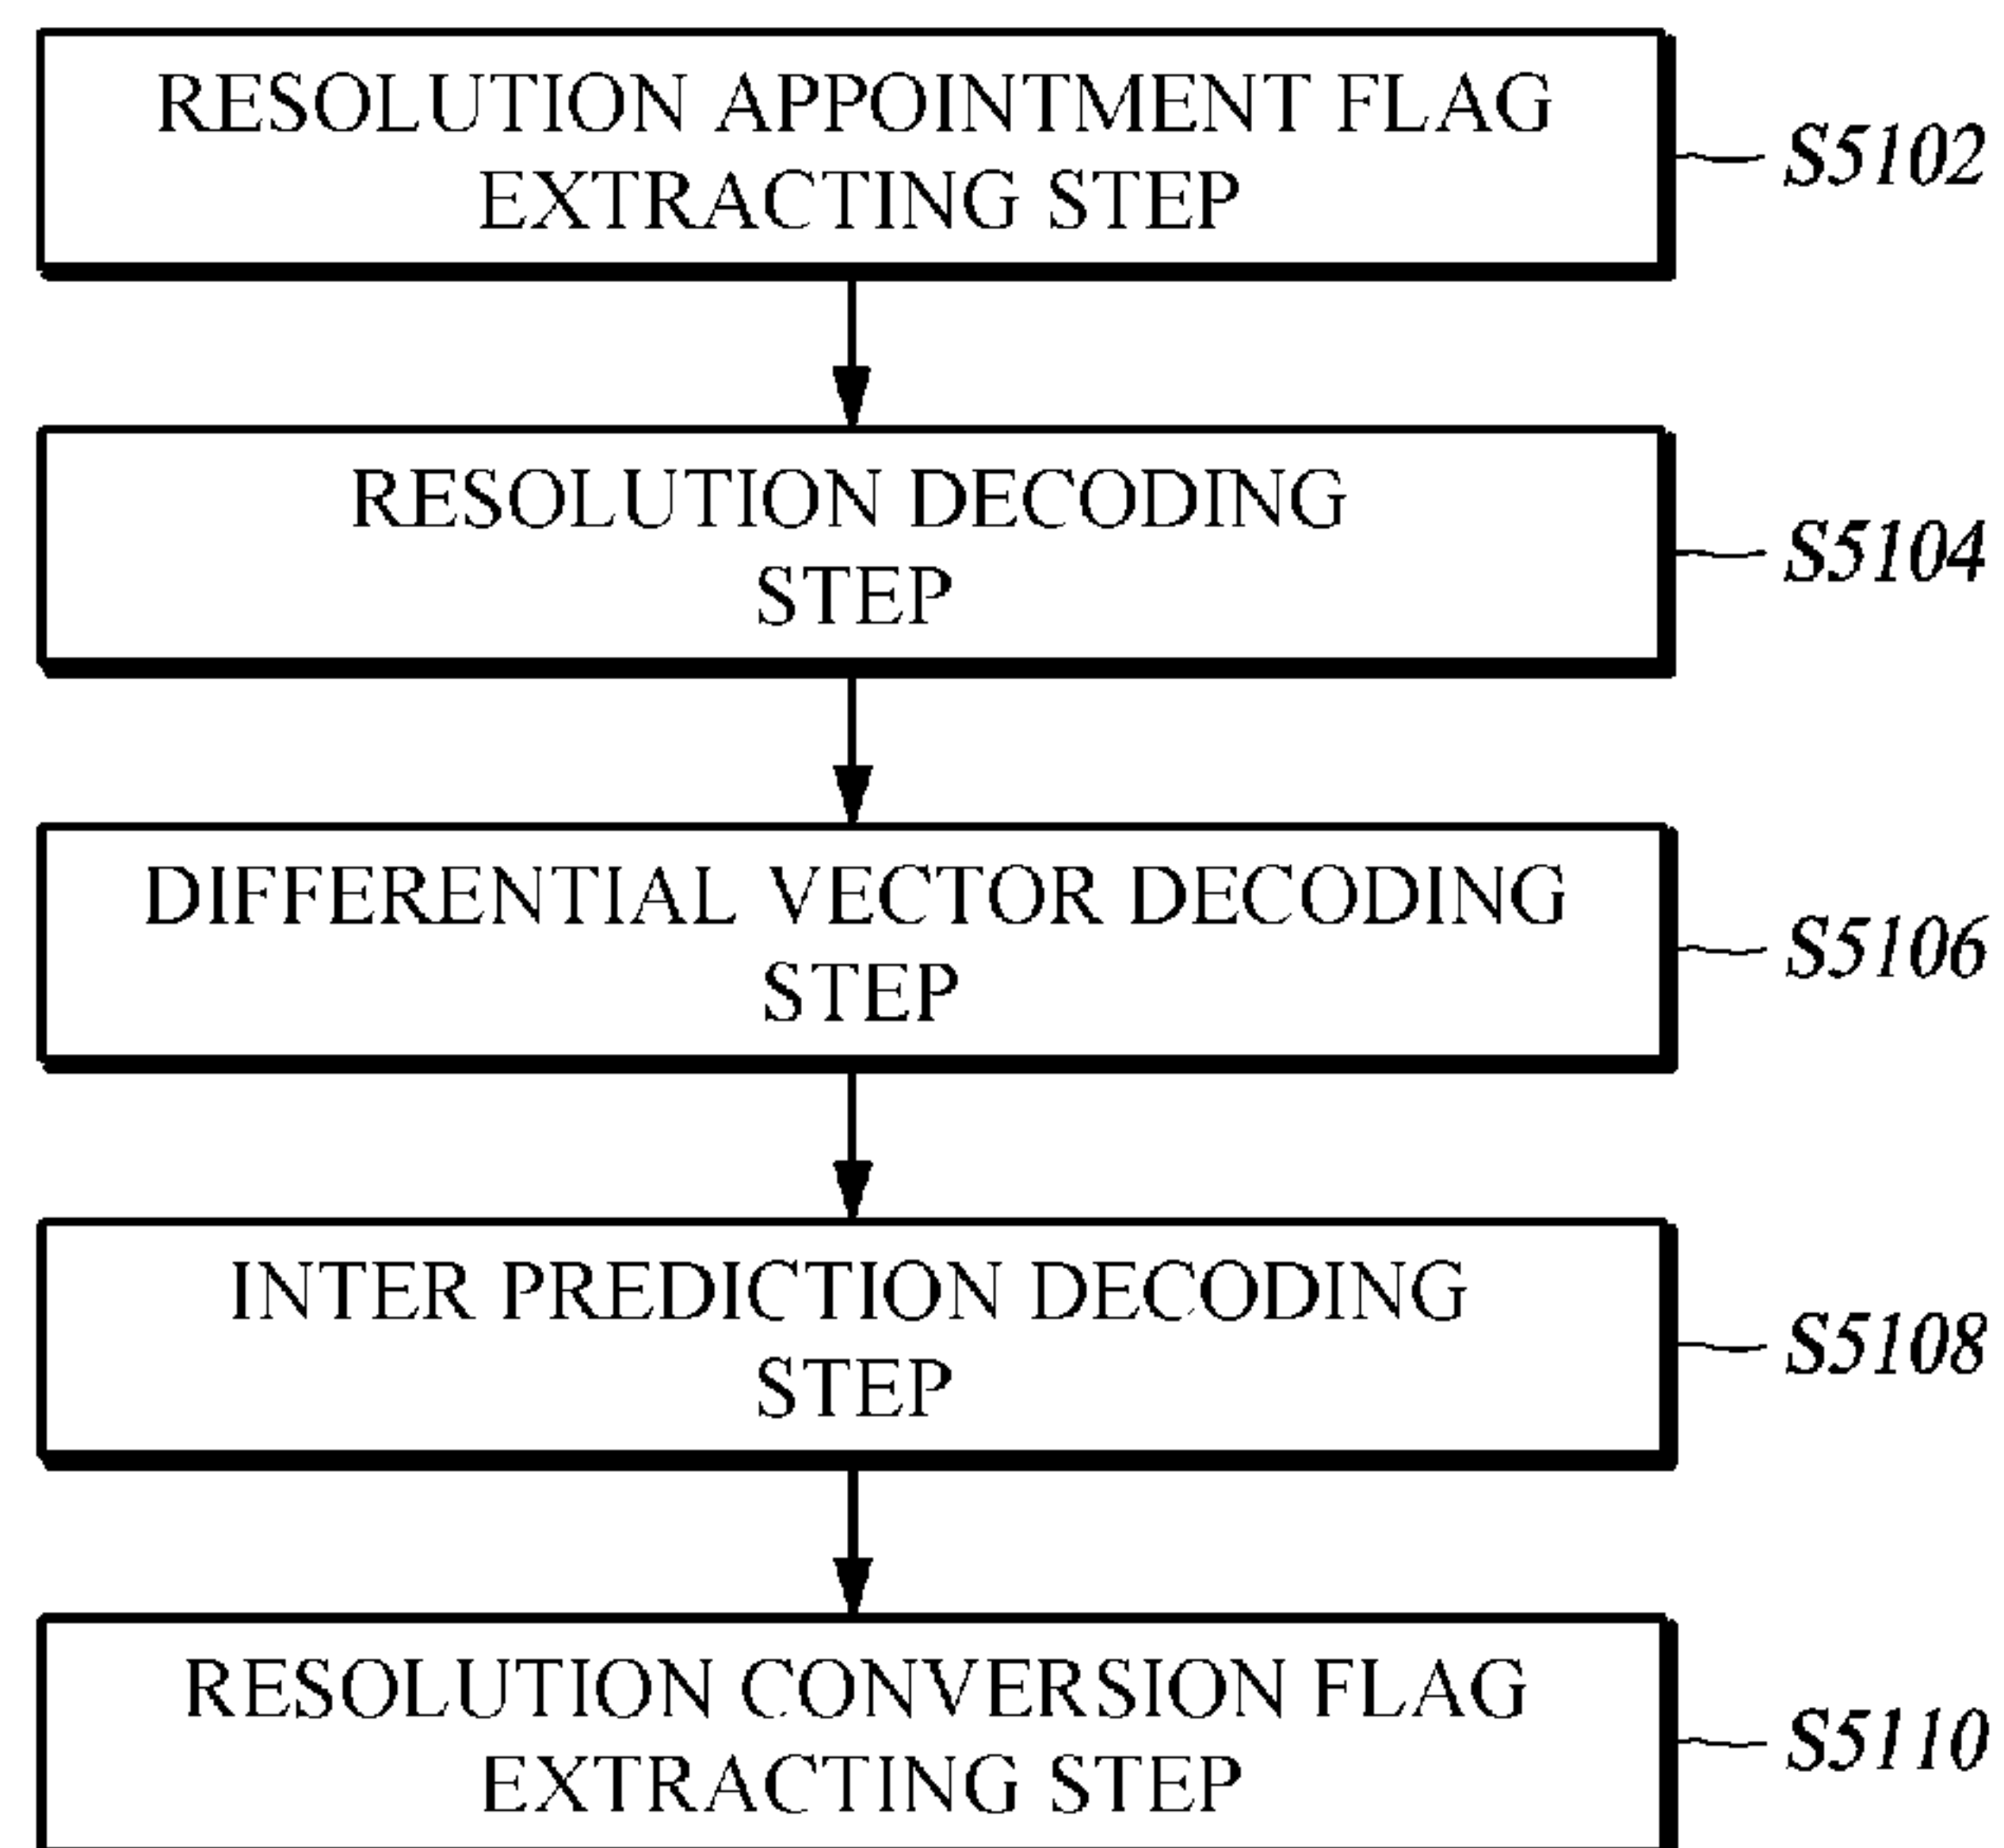 RESOLUTION APPOINTMENT FLAG
EXTRACTING STEP
S5102
RESOLUTION DECODING
STEP
S5104
DIFFERENTIAL VECTOR DECODING
STEP
S5106
INTER PREDICTION DECODING
STEP
S5108
RESOLUTION CONVERSION FLAG
EXTRACTING STEP
S5110